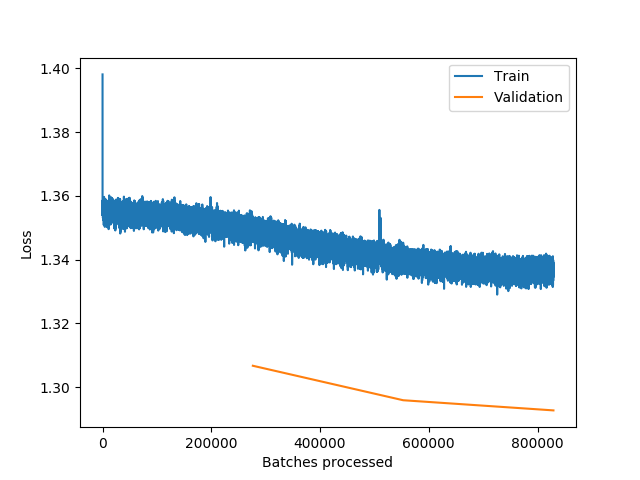 1.40
1.38
1.36
1.34
1.32
1.30
Loss
0
200000
400000
600000
800000
Batches processed
Train
Validation